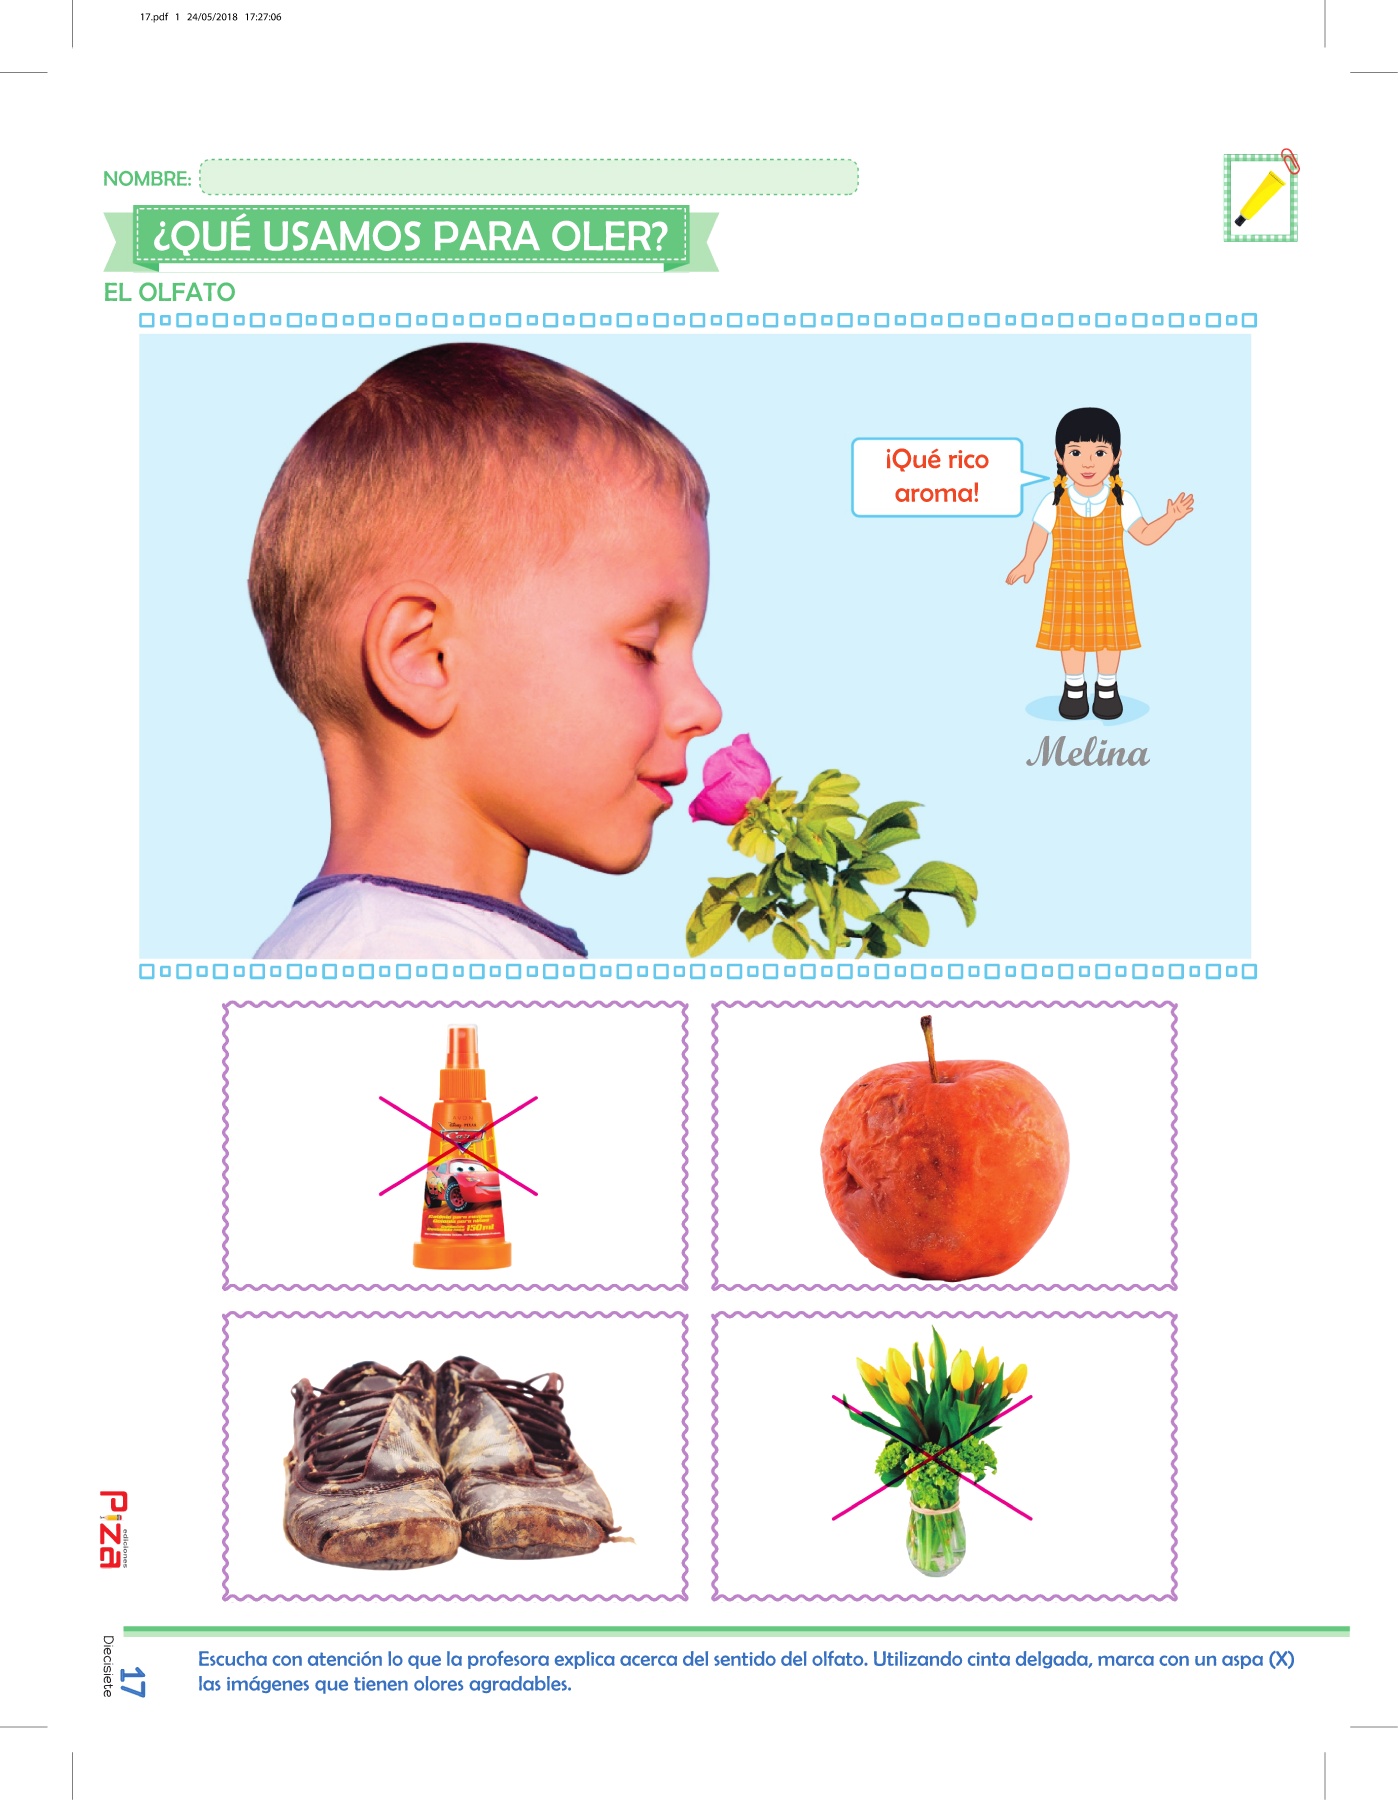 17.pdf 1 24/05/2018 17:27:06
NOMBRE:
¿QUÉ USAMOS PARA OLER?
EL OLFATO
¡Qué rico
aroma!
Melina
150ml
Piza
ediciones
Diecisiete
17
Escucha con atención lo que la profesora explica acerca del sentido del olfato. Utilizando cinta delgada, marca con un aspa (X)
las imágenes que tienen olores agradables.